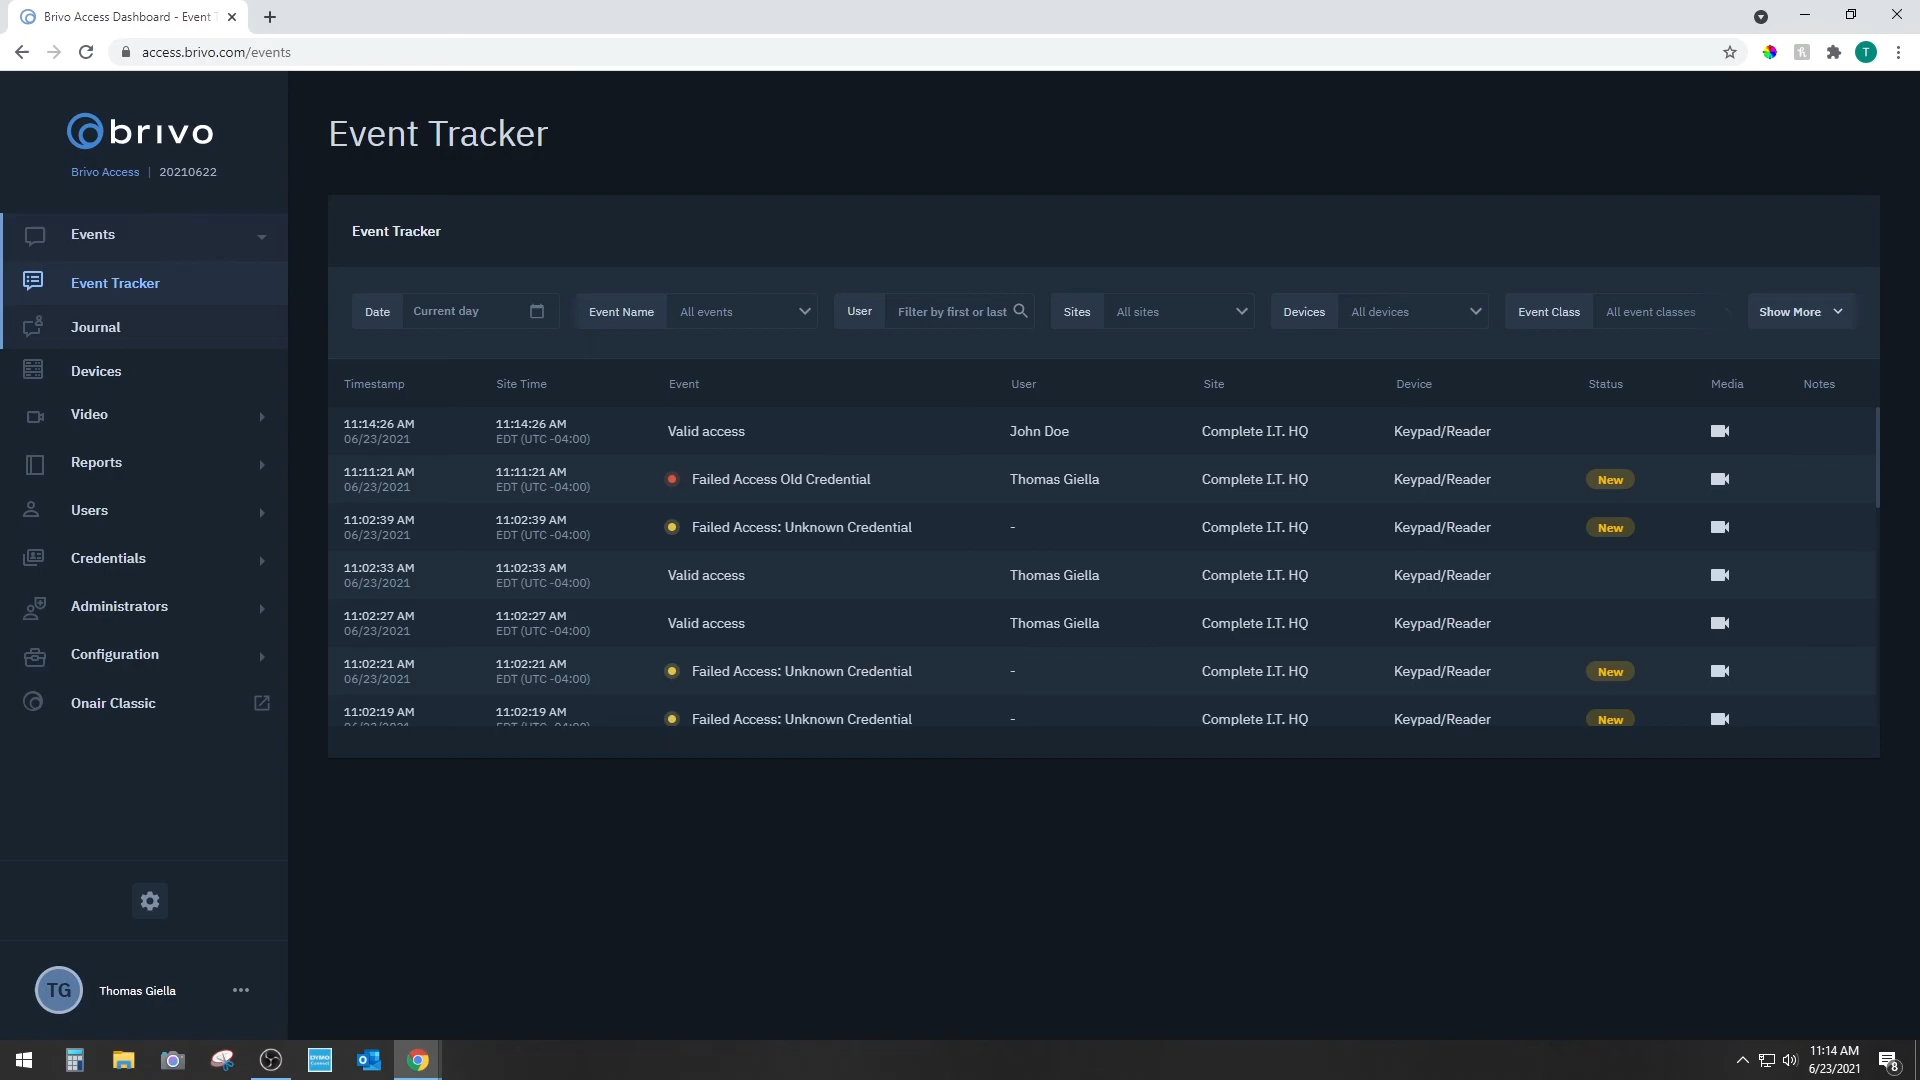 Brivo Access Dashboard - Event T
access.brivo.com/events
T
brivo
Brivo Access | 20210622
Events
Event Tracker
Journal
Devices
Video
Reports
Users
Credentials
Administrators
Configuration
Onair Classic
TG Thomas Giella
Event Tracker
Event Tracker
Date Current day Event Name All events User Filter by first or last Sites All sites Devices All devices Event Class All event classes Show More
Timestamp Site Time Event User Site Device Status Media Notes
11:14:26 AM 11:14:26 AM Valid access John Doe Complete I.T. HQ Keypad/Reader
06/23/2021 EDT (UTC -04:00)
11:11:21 AM 11:11:21 AM Failed Access Old Credential Thomas Giella Complete I.T. HQ Keypad/Reader New
06/23/2021 EDT (UTC -04:00)
11:02:39 AM 11:02:39 AM Failed Access: Unknown Credential - Complete I.T. HQ Keypad/Reader New
06/23/2021 EDT (UTC -04:00)
11:02:33 AM 11:02:33 AM Valid access Thomas Giella Complete I.T. HQ Keypad/Reader
06/23/2021 EDT (UTC -04:00)
11:02:27 AM 11:02:27 AM Valid access Thomas Giella Complete I.T. HQ Keypad/Reader
06/23/2021 EDT (UTC -04:00)
11:02:21 AM 11:02:21 AM Failed Access: Unknown Credential - Complete I.T. HQ Keypad/Reader New
06/23/2021 EDT (UTC -04:00)
11:02:19 AM 11:02:19 AM Failed Access: Unknown Credential - Complete I.T. HQ Keypad/Reader New
DYMO
11:14 AM
6/23/2021
8